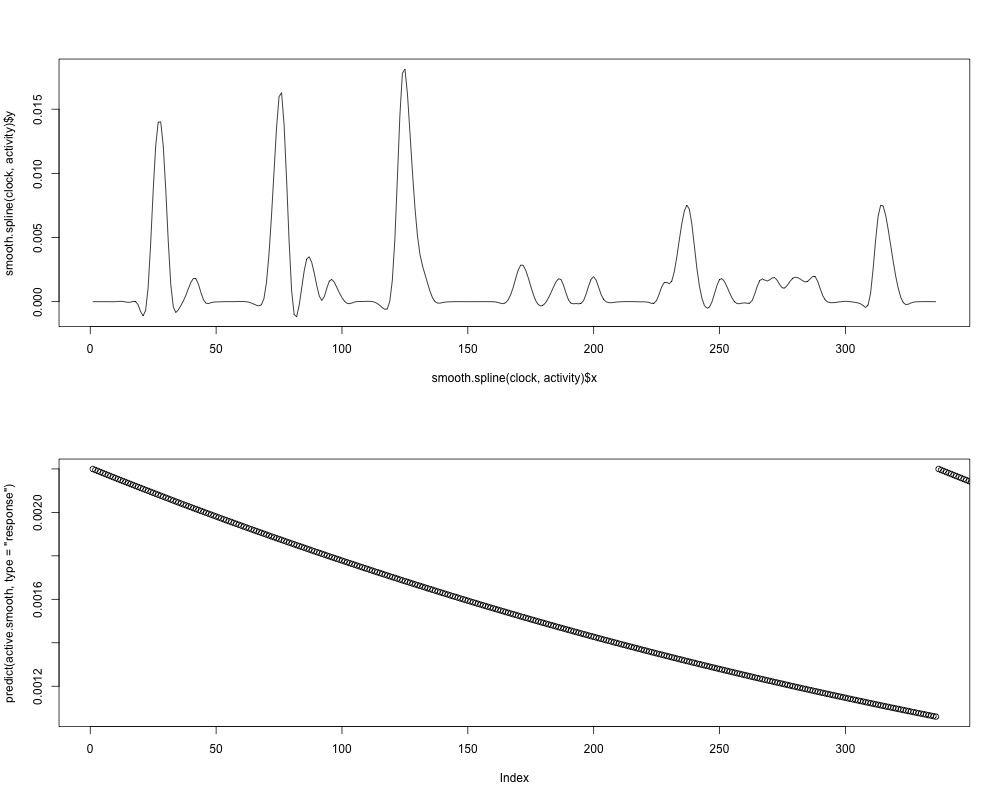 smooth.spline(clock, activity)$y
0.015
0.010
0.005
0.000
0 50 100 150 200 250 300
smooth.spline(clock, activity)$x
predict(active.smooth, type = "response")
0.0020
0.0016
0.0012
0 50 100 150 200 250 300
Index